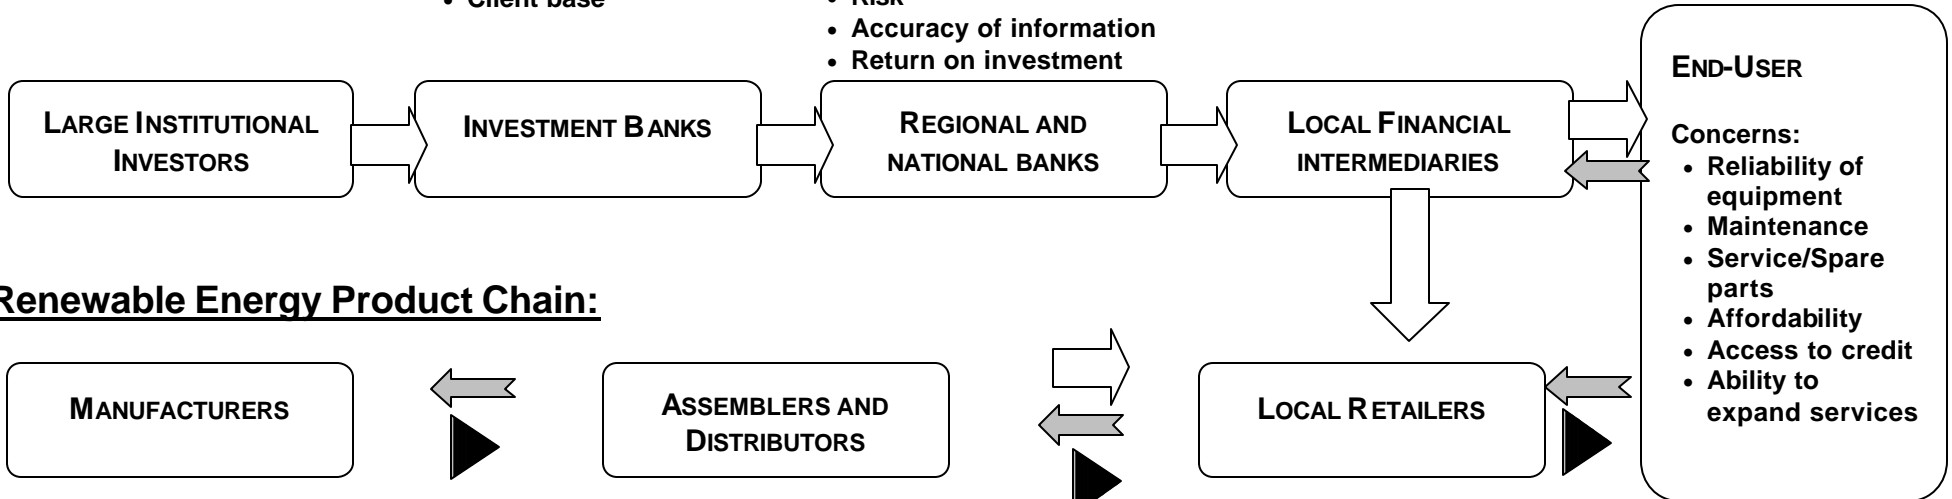 • Client base
• Risk
• Accuracy of information
• Return on investment
LARGE INSTITUTIONAL
INVESTORS
INVESTMENT BANKS
REGIONAL AND
NATIONAL BANKS
LOCAL FINANCIAL
INTERMEDIARIES
END-USER
Concerns:
• Reliability of
equipment
• Maintenance
• Service/Spare
parts
• Affordability
• Access to credit
• Ability to
expand services
Renewable Energy Product Chain:
MANUFACTURERS
ASSEMBLERS AND
DISTRIBUTORS
LOCAL RETAILERS